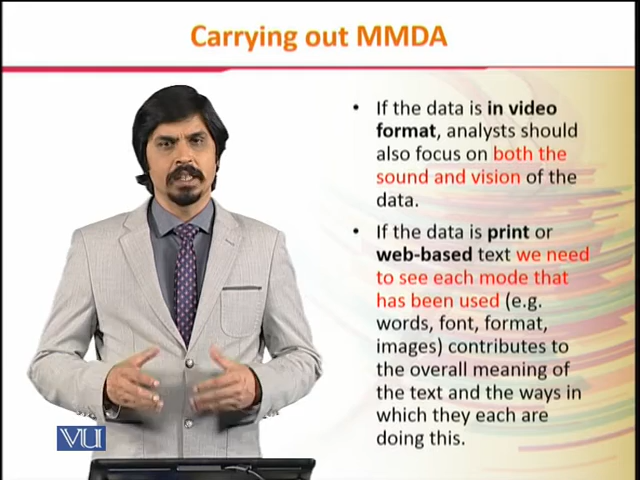 Carrying out MMDA
• If the data is in video
format, analysts should
also focus on both the
sound and vision of the
data.
• If the data is print or
web-based text we need
to see each mode that
has been used (e.g.
words, font, format,
images) contributes to
the overall meaning of
the text and the ways in
which they each are
doing this.
VU